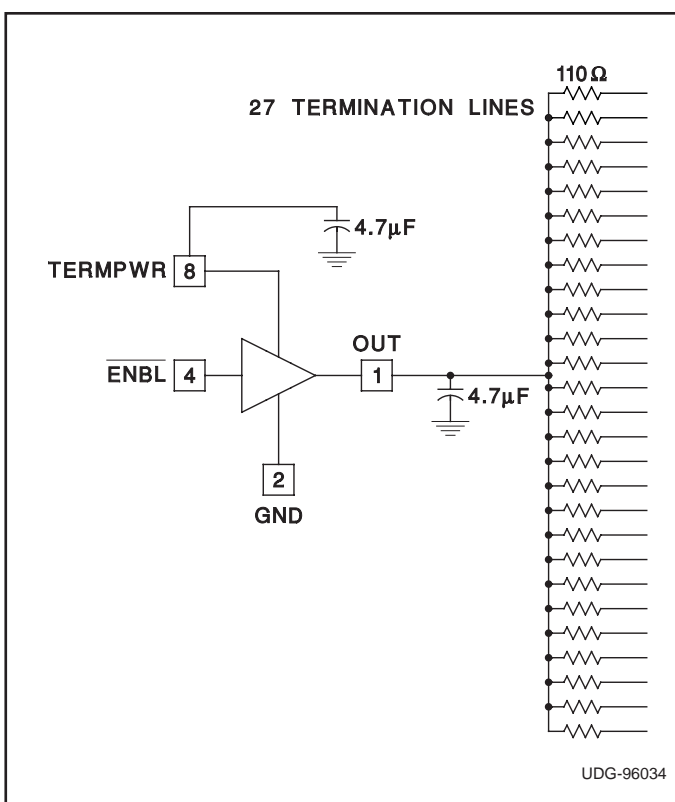 110Ω
27 TERMINATION LINES
4.7µF
TERMPWR 8
OUT
ENBL 4
1
4.7µF
2
GND
UDG-96034